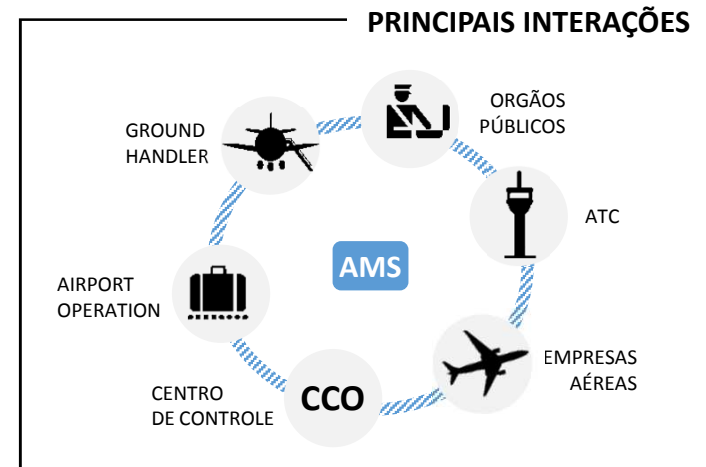 PRINCIPAIS INTERAÇÕES
ORGÃOS
PÚBLICOS
GROUND
HANDLER
ATC
AMS
AIRPORT
OPERATION
EMPRESAS
AÉREAS
CENTRO
DE CONTROLE
CCO